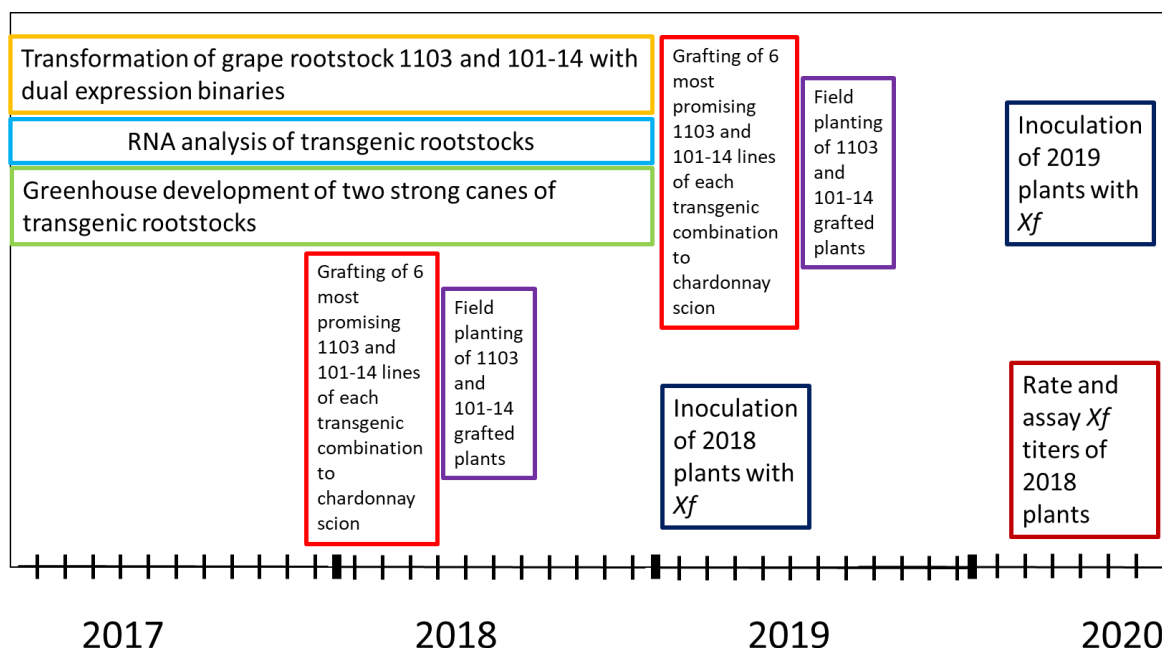 Transformation of grape rootstock 1103 and 101-14 with
dual expression binaries
RNA analysis of transgenic rootstocks
Greenhouse development of two strong canes of
transgenic rootstocks
Grafting of 6
most
promising
1103 and
101-14 lines
of each
transgenic
combination
to
chardonnay
scion
Field
planting
of 1103
and
101-14
grafted
plants
Grafting of 6
most
promising
1103 and
101-14 lines
of each
transgenic
combination
to
chardonnay
scion
Field
planting
of 1103
and
101-14
grafted
plants
Inoculation
of 2019
plants with
Xf
Inoculation
of 2018
plants with
Xf
Rate and
assay Xf
titers of
2018
plants
2017
2018
2019
2020